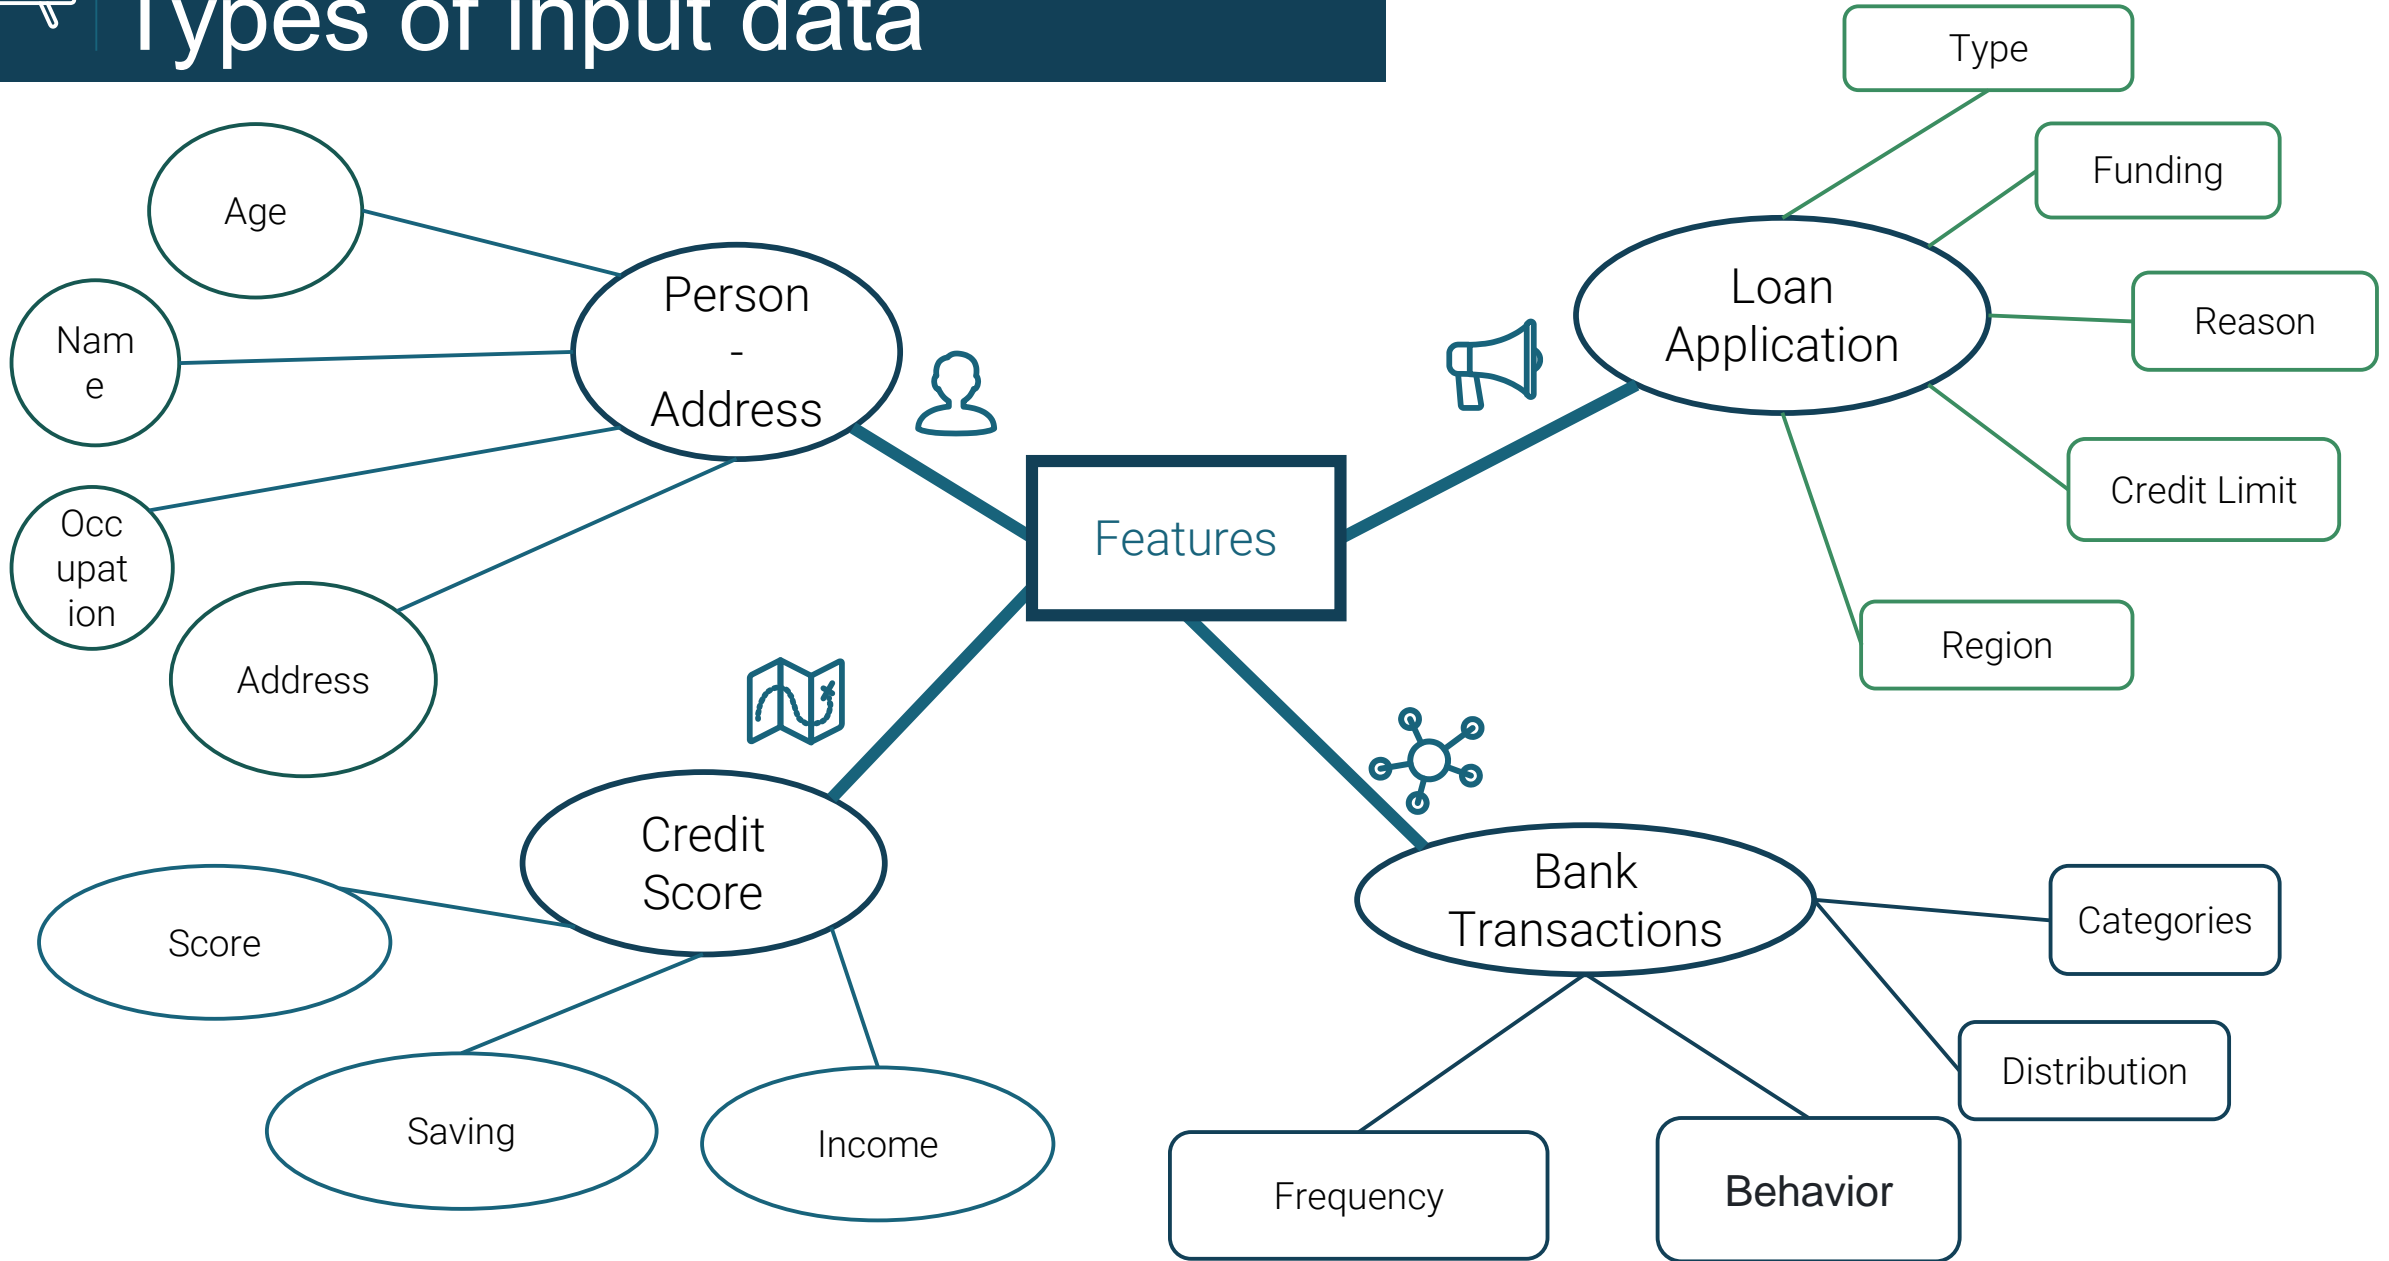 Types of input data
Type
Funding
Reason
Credit Limit
Region
Loan
Application
Age
Nam
e
Occ
upat
ion
Address
Person
-
Address
Features
Credit
Score
Score
Saving
Income
Bank
Transactions
Categories
Distribution
Behavior
Frequency